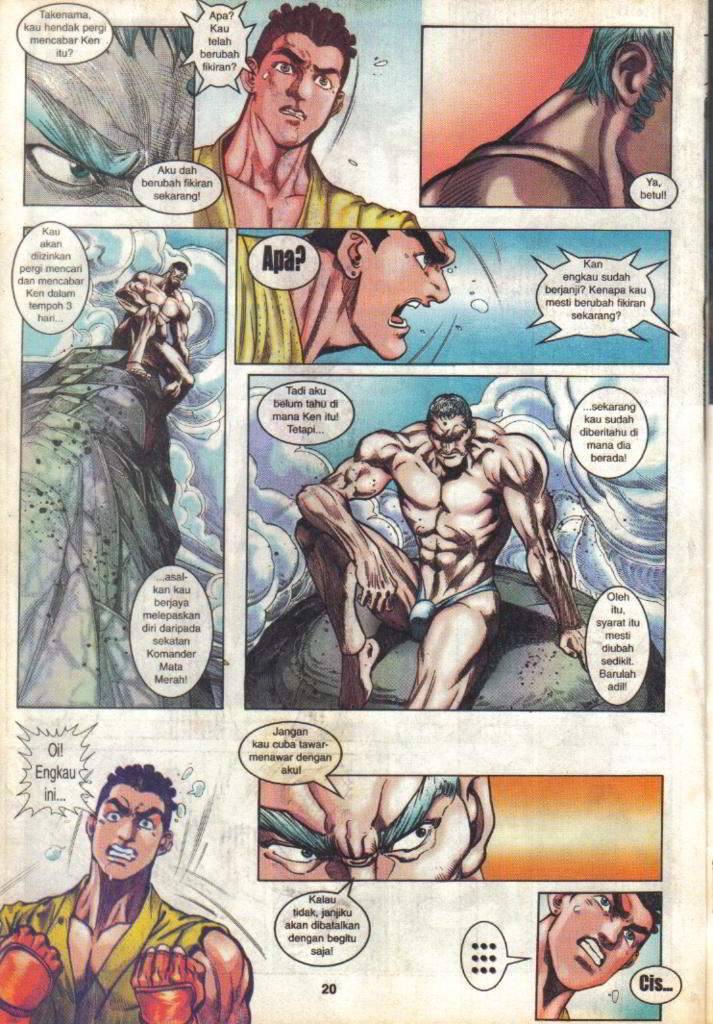 Takenama,
kau hendak pergi
mencabar Ken
itu?
Apa?
Kau
telah
berubah
fikiran?
Aku dah
berubah fikiran
sekarang!
Ya,
betul!
Kau
akan
diizinkan
pergi mencari
dan mencabar
Ken dalam
tempoh 3
hari...
...asal-
kan kau
berjaya
melepaskan
diri daripada
sekatan
Komander
Mata
Merah!
Apa?
Kan
engkau sudah
berjanji? Kenapa kau
mesti berubah fikiran
sekarang?
Tadi aku
belum tahu di
mana Ken itu!
Tetapi...
...sekarang
kau sudah
diberitahu di
mana dia
berada!
Oleh
itu,
syarat itu
mesti
diubah
sedikit.
Barulah
adil!
Oi!
Engkau
ini...
Jangan
kau cuba tawar-
menawar dengan
aku!
Kalau
tidak, janjiku
akan dibatalkan
dengan begitu
saja!
...
...
...
Cis...
20